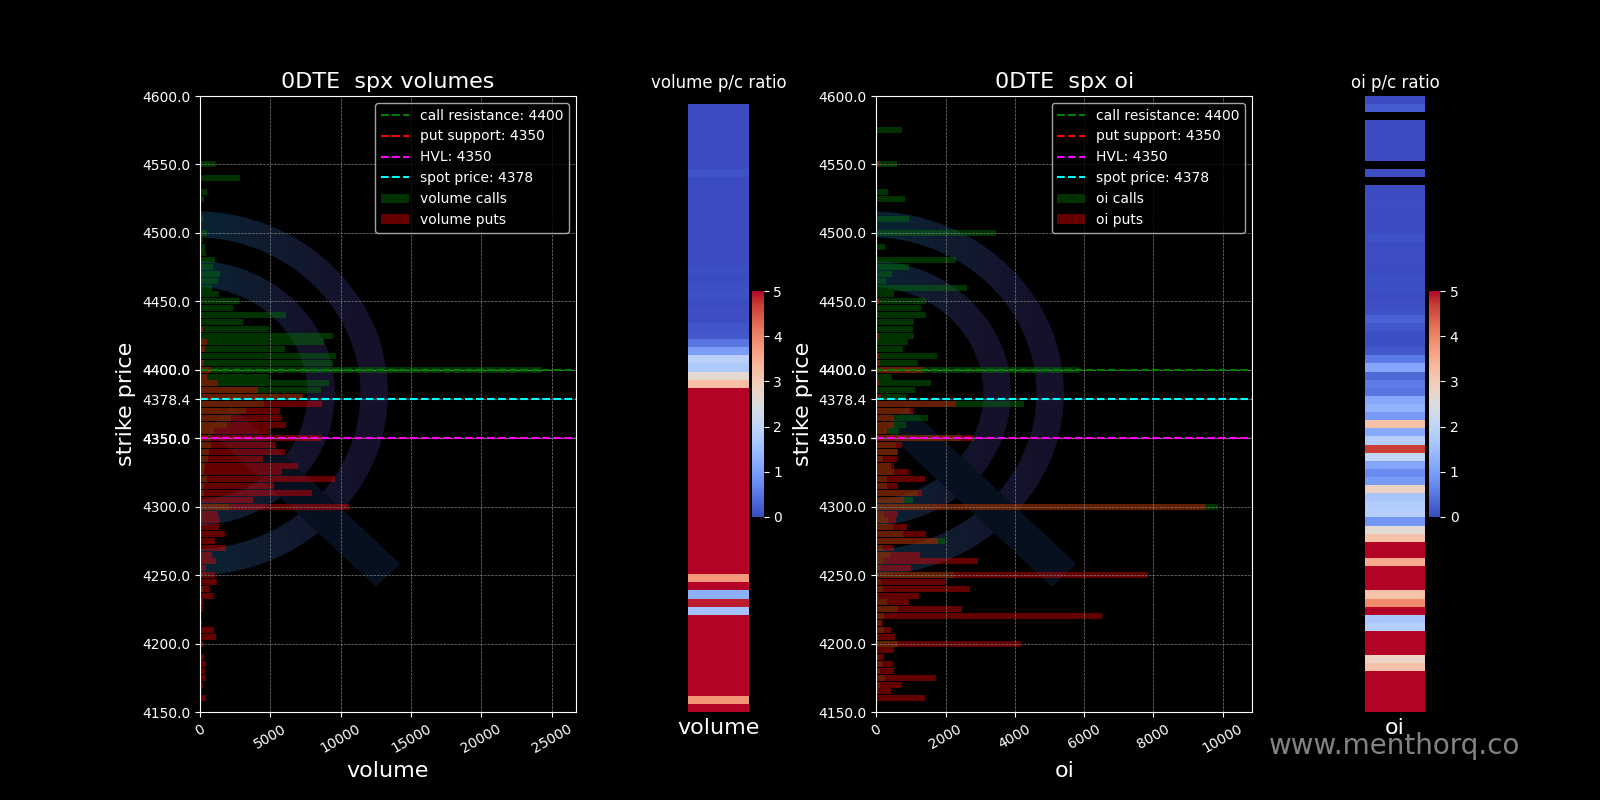 0DTE  spx volumes
volume p/c ratio
0DTE  spx oi
oi p/c ratio
4600.0
4550.0
4500.0
4450.0
4400.0
4378.4
4350.0
4300.0
4250.0
4200.0
4150.0
strike price
call resistance: 4400
put support: 4350
HVL: 4350
spot price: 4378
volume calls
volume puts
0
5000
10000
15000
20000
25000
volume
5
4
3
2
1
0
volume
4600.0
4550.0
4500.0
4450.0
4400.0
4378.4
4350.0
4300.0
4250.0
4200.0
4150.0
strike price
call resistance: 4400
put support: 4350
HVL: 4350
spot price: 4378
oi calls
oi puts
0
2000
4000
6000
8000
10000
oi
5
4
3
2
1
0
oi
www.menthorq.co